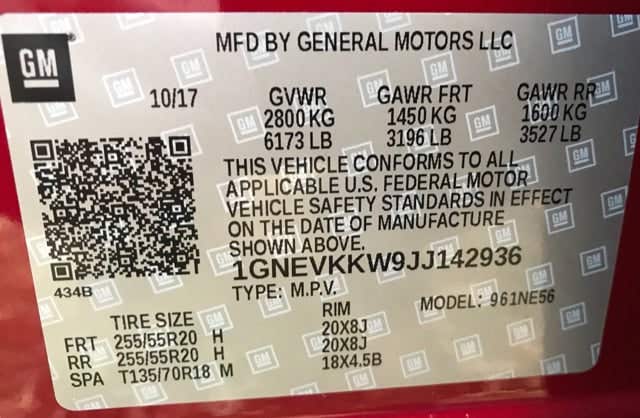 GM
MFD BY GENERAL MOTORS LLC
10/17 GVWR GAWR FRT GAWR RR
2800 KG 1450 KG 1600 KG
6173 LB 3196 LB 3527 LB
THIS VEHICLE CONFORMS TO ALL
APPLICABLE U.S. FEDERAL MOTOR
VEHICLE SAFETY STANDARDS IN EFFECT
ON THE DATE OF MANUFACTURE
SHOWN ABOVE.
1GNEVKKW9JJ142936
434B
TYPE: M.P.V. MODEL: 961NE56
TIRE SIZE RIM
FRT 255/55R20 H 20X8J
RR 255/55R20 H 20X8J
SPA T135/70R18 M 18X4.5B